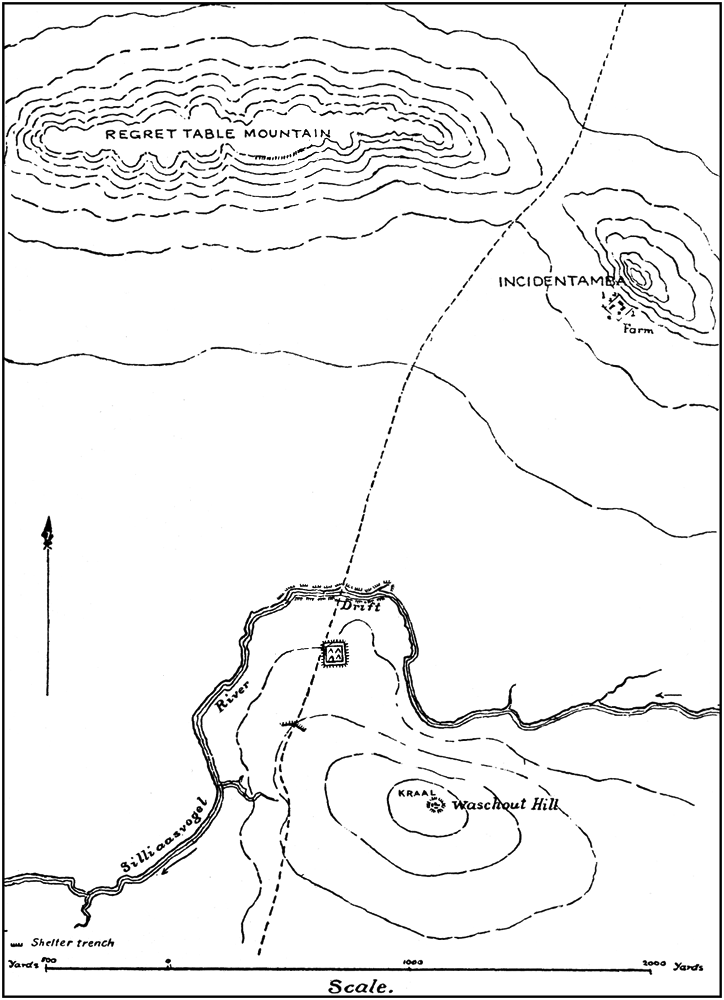 REGRET TABLE MOUNTAIN
INCIDENTAMBA
Farm
Drift
River
KRAAL
Waschout Hill
Silliaasvogel
Shelter trench
Yards 500 0 1000 2000 Yards
Scale.